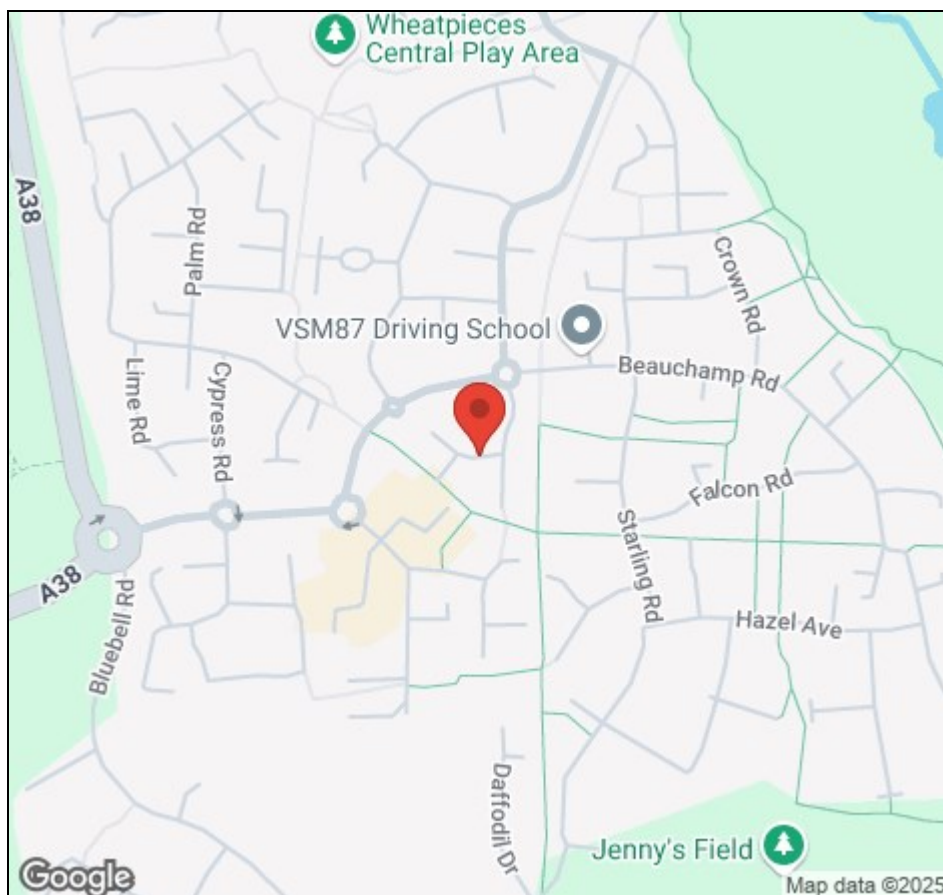 Wheatpieces
Central Play Area
A38
Palm Rd
Crown Rd
VSM87 Driving School
Beauchamp Rd
Lime Rd
Cypress Rd
Falcon Rd
Starling Rd
A38
Bluebell Rd
Hazel Ave
Daffodil Dr
Jenny's Field
Google
Map data ©2025